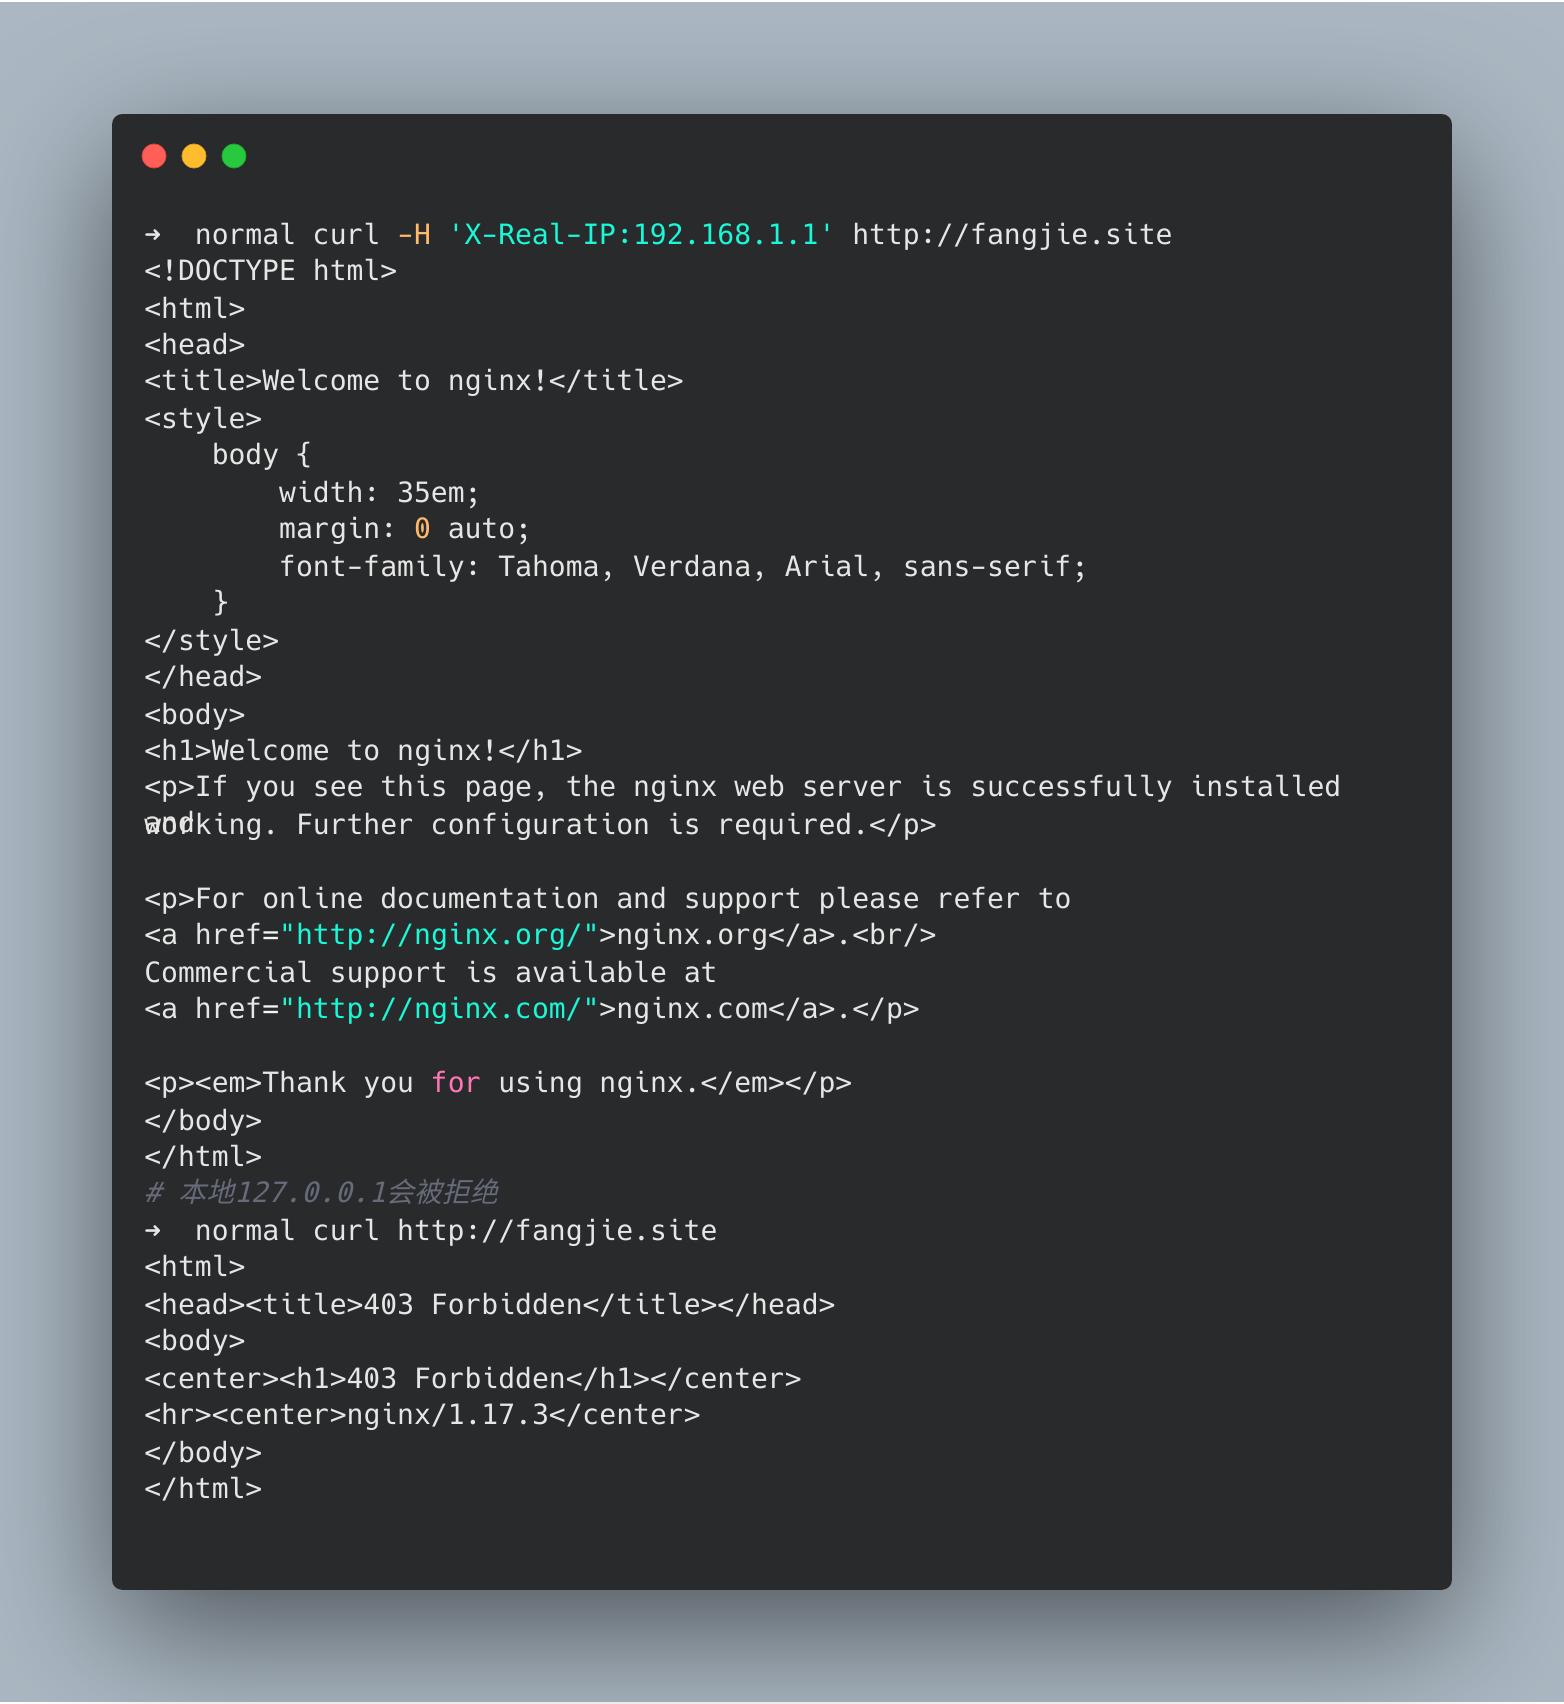 ➜  normal curl -H 'X-Real-IP:192.168.1.1' http://fangjie.site
<!DOCTYPE html>
<html>
<head>
<title>Welcome to nginx!</title>
<style>
    body {
        width: 35em;
        margin: 0 auto;
        font-family: Tahoma, Verdana, Arial, sans-serif;
    }
</style>
</head>
<body>
<h1>Welcome to nginx!</h1>
<p>If you see this page, the nginx web server is successfully installed
and
working. Further configuration is required.</p>

<p>For online documentation and support please refer to
<a href="http://nginx.org/">nginx.org</a>.<br/>
Commercial support is available at
<a href="http://nginx.com/">nginx.com</a>.</p>

<p><em>Thank you for using nginx.</em></p>
</body>
</html>
# 本地127.0.0.1会被拒绝
➜  normal curl http://fangjie.site
<html>
<head><title>403 Forbidden</title></head>
<body>
<center><h1>403 Forbidden</h1></center>
<hr><center>nginx/1.17.3</center>
</body>
</html>